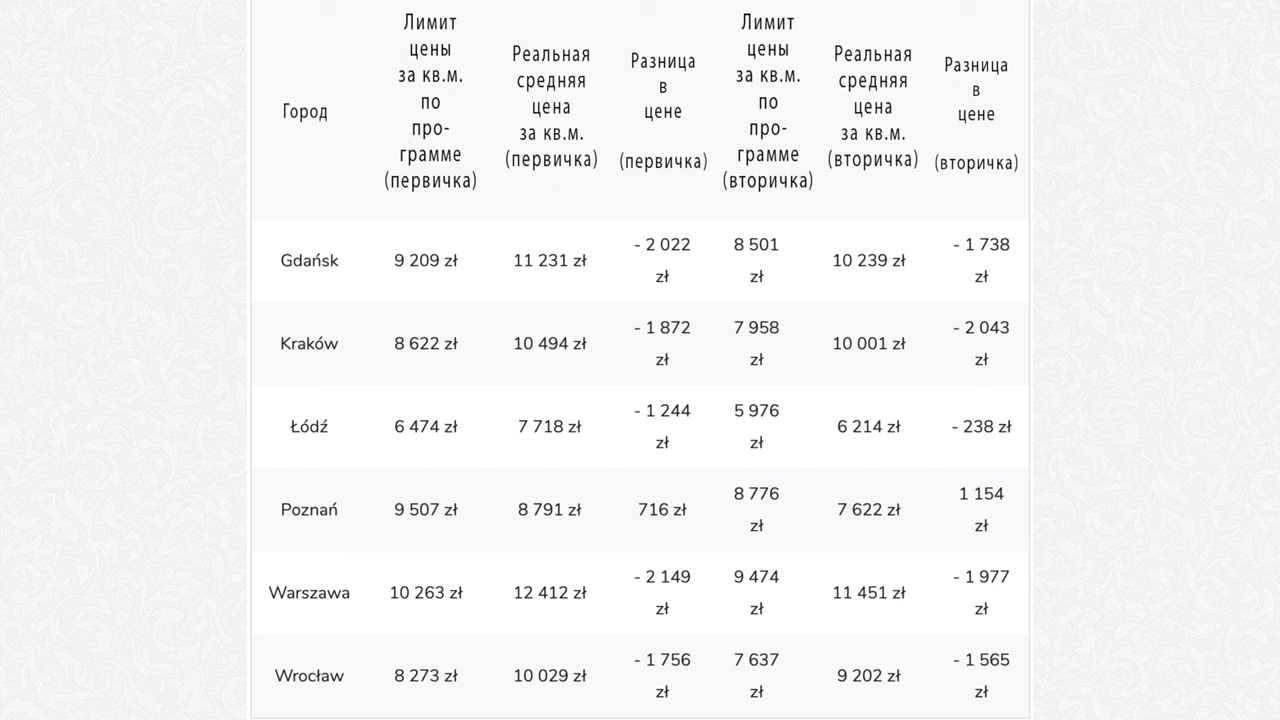 Город
Лимит
цены
за кв.м.
по
про-
грамме
(первичка)
Реальная
средняя
цена
за кв.м.
(первичка)
Разница
в
цене
(первичка)
Лимит
цены
за кв.м.
по
про-
грамме
(вторичка)
Реальная
средняя
цена
за кв.м.
(вторичка)
Разница
в
цене
(вторичка)
Gdańsk
9 209 zł
11 231 zł
- 2 022
zł
8 501
zł
10 239 zł
- 1 738
zł
Kraków
8 622 zł
10 494 zł
- 1 872
zł
7 958
zł
10 001 zł
- 2 043
zł
Łódź
6 474 zł
7 718 zł
- 1 244
zł
5 976
zł
6 214 zł
- 238 zł
Poznań
9 507 zł
8 791 zł
716 zł
8 776
zł
7 622 zł
1 154
zł
Warszawa
10 263 zł
12 412 zł
- 2 149
zł
9 474
zł
11 451 zł
- 1 977
zł
Wrocław
8 273 zł
10 029 zł
- 1 756
zł
7 637
zł
9 202 zł
- 1 565
zł